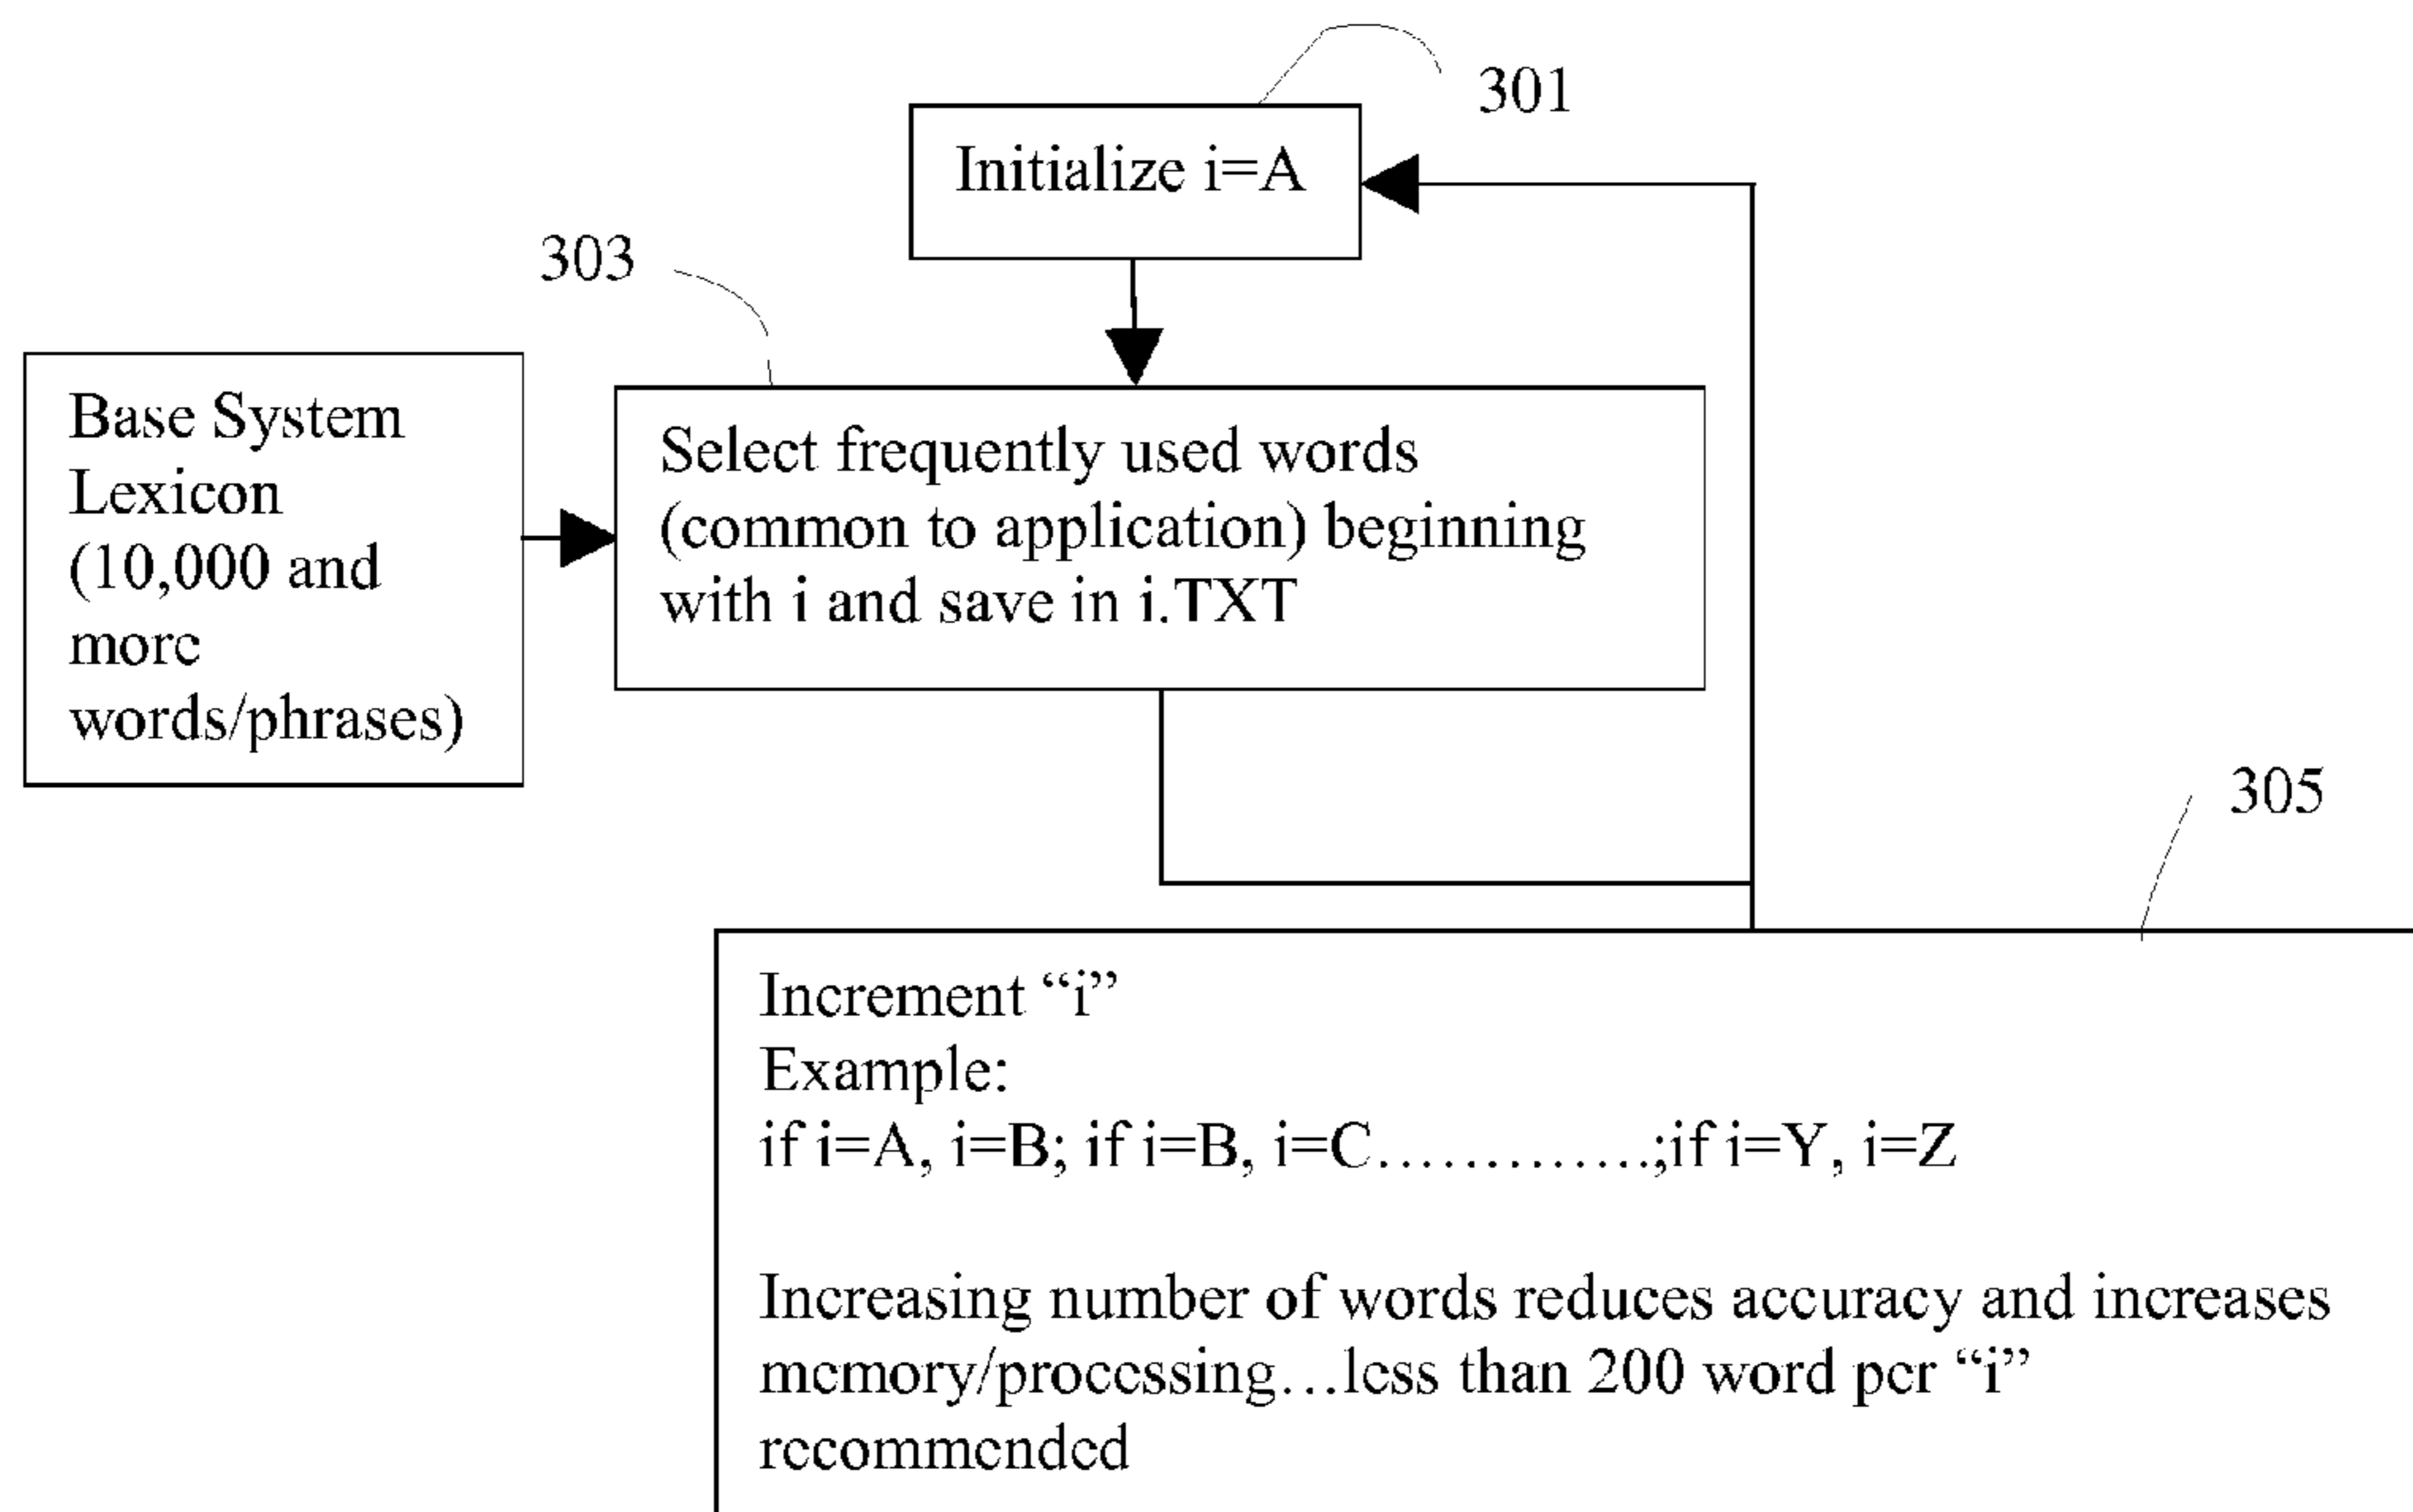 301
Initialize i=A
303
Base System
Lexicon
(10,000 and
more
words/phrases)
Select frequently used words
(common to application) beginning
with i and save in i.TXT
305
Increment “i”
Example:
if i=A, i=B; if i=B, i=C.............;if i=Y, i=Z
Increasing number of words reduces accuracy and increases
memory/processing...less than 200 word per “i”
recommended